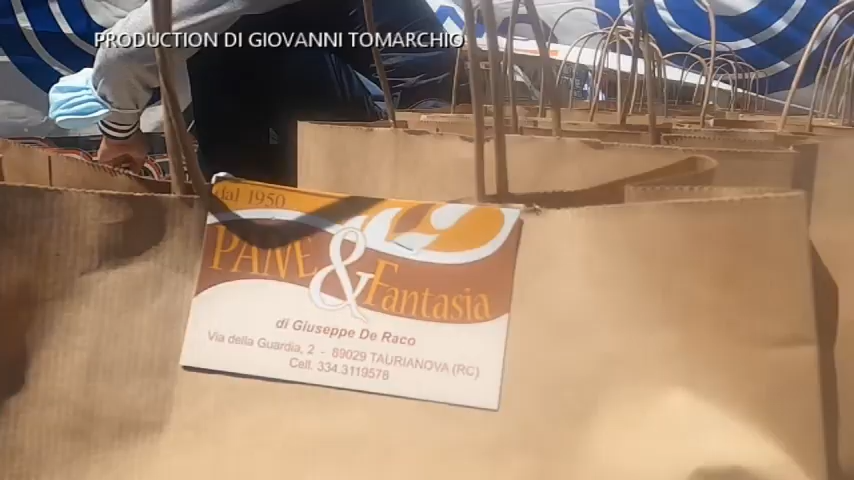 PRODUCTION DI GIOVANNI TOMARCHIO
dal 1950
PANE
&
Fantasia
di Giuseppe De Raco
Via della Guardia, 2 - 89029 TAURIANOVA (RC)
Cell. 334.3119578